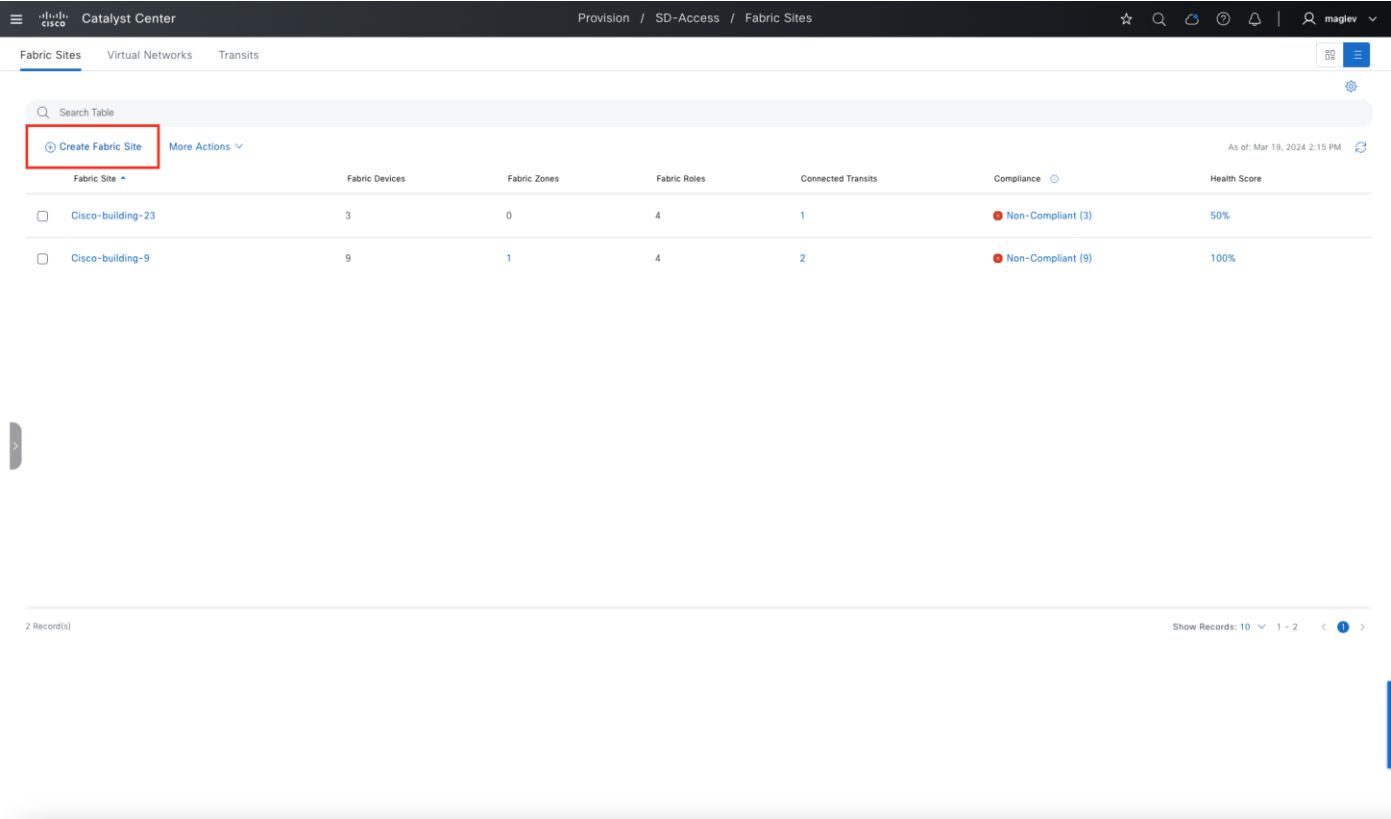 cisco Catalyst Center Provision / SD-Access / Fabric Sites maglev
Fabric Sites Virtual Networks Transits
Search Table
Create Fabric Site More Actions As of: Mar 19, 2024 2:15 PM
Fabric Site Fabric Devices Fabric Zones Fabric Roles Connected Transits Compliance Health Score
Cisco-building-23 3 0 4 1 Non-Compliant (3) 50%
Cisco-building-9 9 1 4 2 Non-Compliant (9) 100%
2 Record(s) Show Records: 10 1 - 2 < 1 >